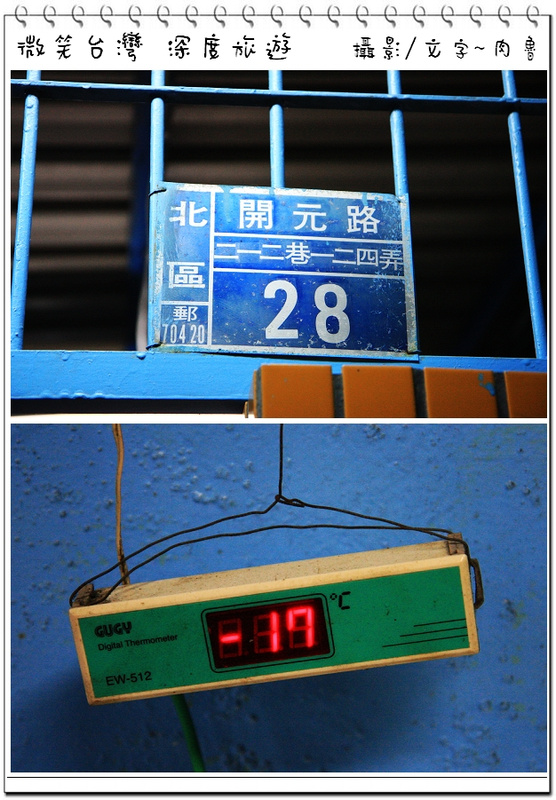 微笑台灣 深度旅遊 攝影/文字~肉魯
北區
郵
70420
開元路
二一二巷一二四弄
28
GUGY
Digital Thermometer
EW-512
-19
°C